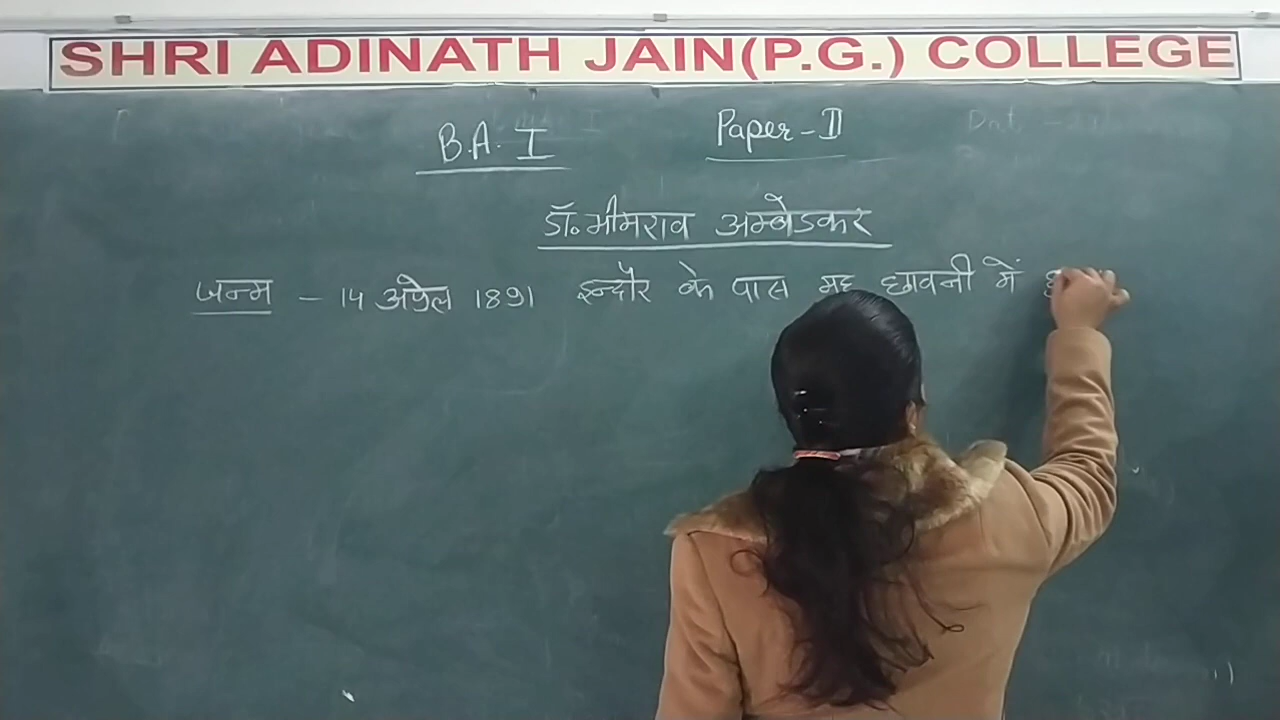 SHRI ADINATH JAIN(P.G.) COLLEGE
B.A. I Paper-II
डॉ॰ भीमराव अम्बेडकर
जन्म - 14 अप्रैल 1891 इन्दौर के पास मह छावनी में